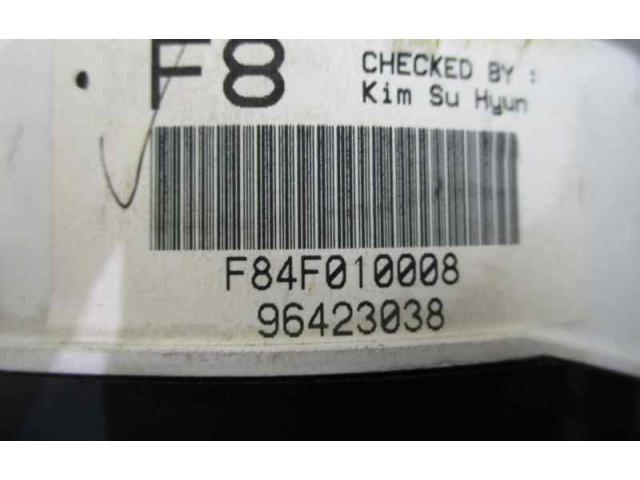 F8
CHECKED BY :
Kim Su Hyun
F84F010008
96423038